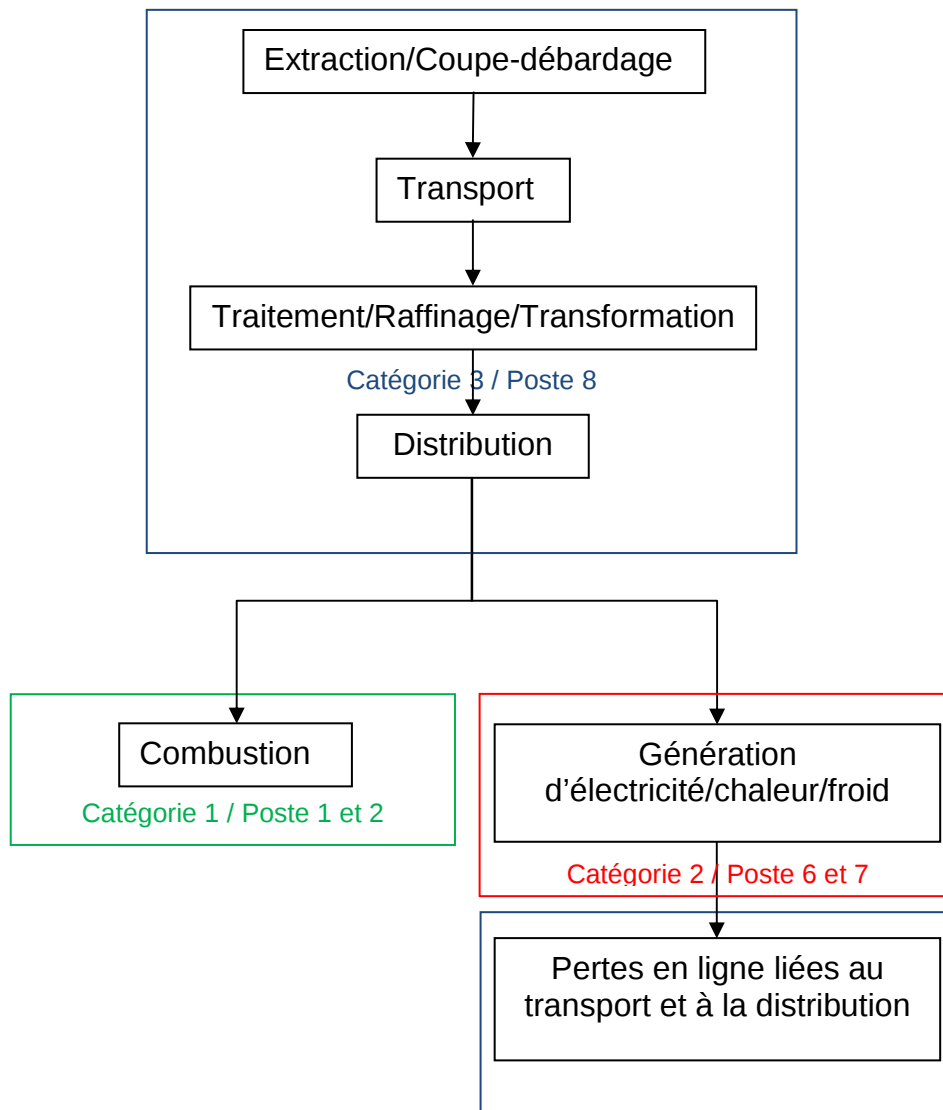 Extraction/Coupe-débardage
Transport
Traitement/Raffinage/Transformation
Catégorie 3 / Poste 8
Distribution
Combustion
Catégorie 1 / Poste 1 et 2
Génération
d’électricité/chaleur/froid
Catégorie 2 / Poste 6 et 7
Pertes en ligne liées au
transport et à la distribution